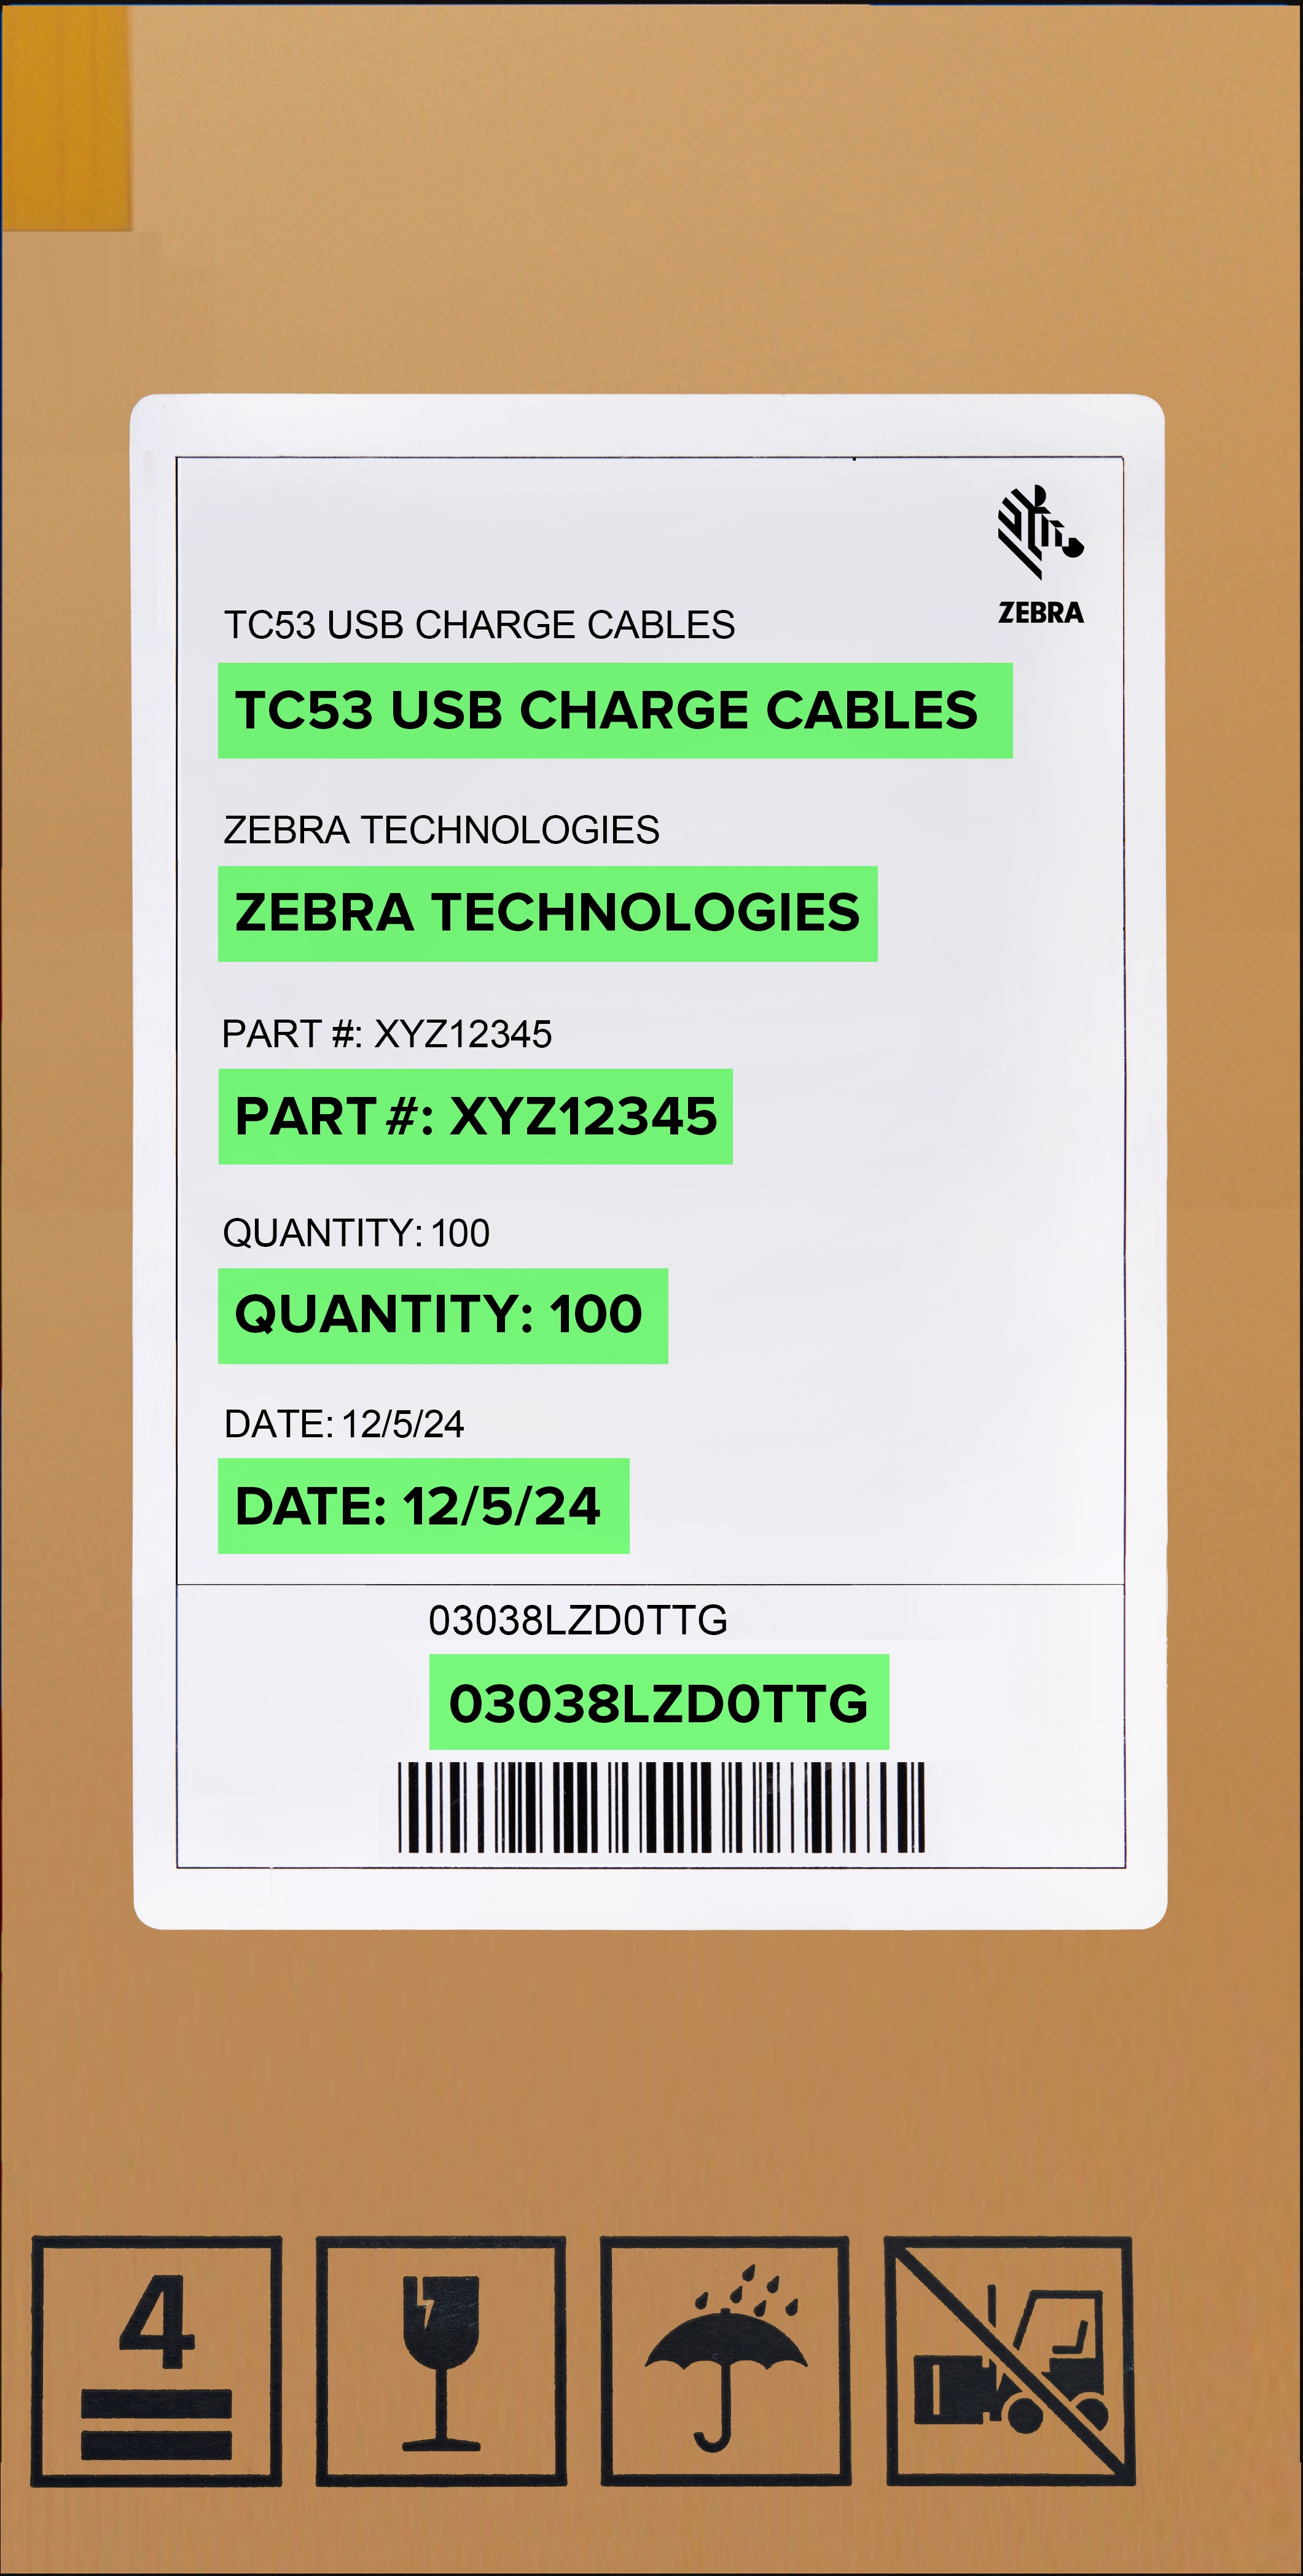 ZEBRA
TC53 USB CHARGE CABLES
TC53 USB CHARGE CABLES
ZEBRA TECHNOLOGIES
ZEBRA TECHNOLOGIES
PART #: XYZ12345
PART #: XYZ12345
QUANTITY: 100
QUANTITY: 100
DATE: 12/5/24
DATE: 12/5/24
03038LZD0TTG
03038LZD0TTG
4